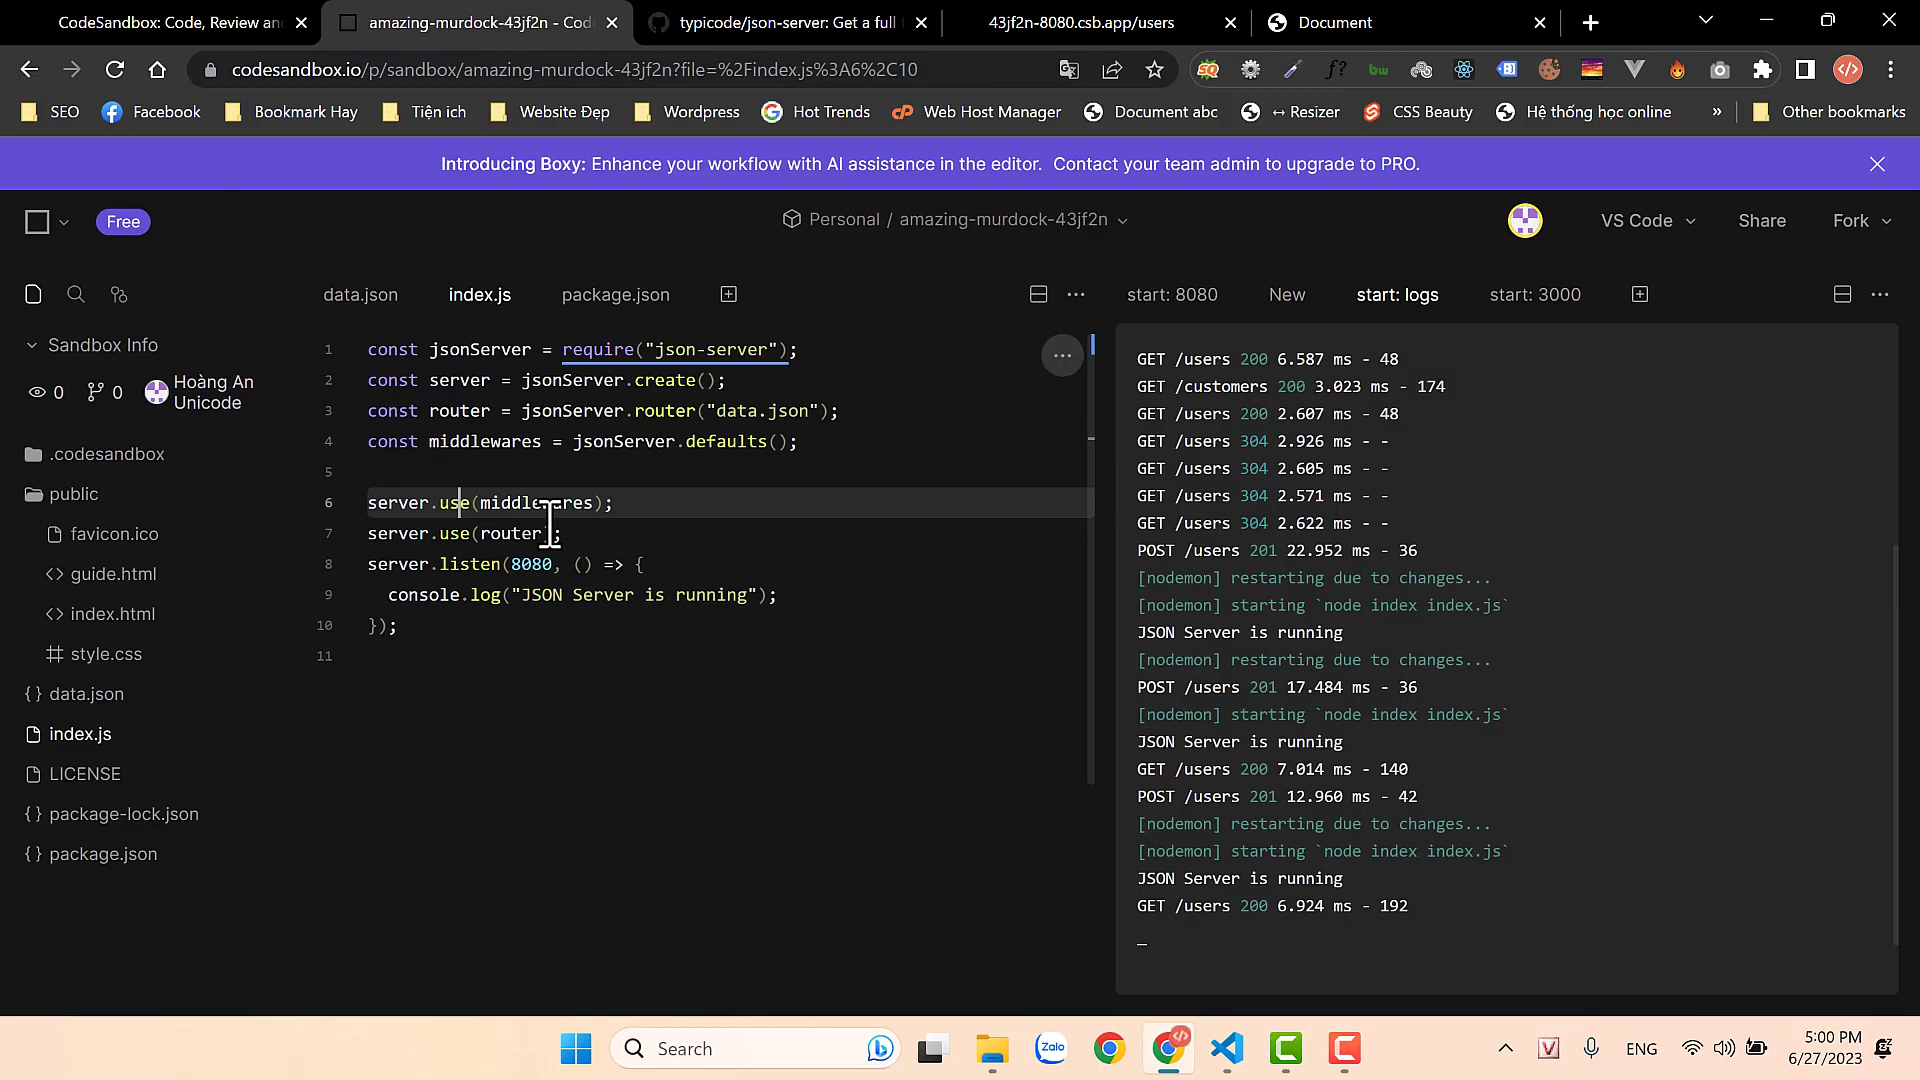 CodeSandbox: Code, Review an
amazing-murdock-43jf2n - Code
typicode/json-server: Get a full
43jf2n-8080.csb.app/users
Document
codesandbox.io/p/sandbox/amazing-murdock-43jf2n?file=%2Findex.js%3A6%2C10
SEO
Facebook
Bookmark Hay
Tiện ích
Website Đẹp
Wordpress
Hot Trends
Web Host Manager
Document abc
↔ Resizer
CSS Beauty
Hệ thống học online
»
Other bookmarks
Introducing Boxy: Enhance your workflow with AI assistance in the editor. Contact your team admin to upgrade to PRO.
Free
Personal / amazing-murdock-43jf2n
VS Code
Share
Fork
data.json
index.js
package.json
start: 8080
New
start: logs
start: 3000
Sandbox Info
0
0
Hoàng An
Unicode
.codesandbox
public
favicon.ico
<> guide.html
<> index.html
# style.css
{} data.json
index.js
LICENSE
{} package-lock.json
{} package.json
1 const jsonServer = require("json-server");
2 const server = jsonServer.create();
3 const router = jsonServer.router("data.json");
4 const middlewares = jsonServer.defaults();
5
6 server.use(middlewares);
7 server.use(router);
8 server.listen(8080, () => {
9 console.log("JSON Server is running");
10 });
11
GET /users 200 6.587 ms - 48
GET /customers 200 3.023 ms - 174
GET /users 200 2.607 ms - 48
GET /users 304 2.926 ms - -
GET /users 304 2.605 ms - -
GET /users 304 2.571 ms - -
GET /users 304 2.622 ms - -
POST /users 201 22.952 ms - 36
[nodemon] restarting due to changes...
[nodemon] starting `node index index.js`
JSON Server is running
[nodemon] restarting due to changes...
POST /users 201 17.484 ms - 36
[nodemon] starting `node index index.js`
JSON Server is running
GET /users 200 7.014 ms - 140
POST /users 201 12.960 ms - 42
[nodemon] restarting due to changes...
[nodemon] starting `node index index.js`
JSON Server is running
GET /users 200 6.924 ms - 192
Search
Zalo
ENG
5:00 PM
6/27/2023